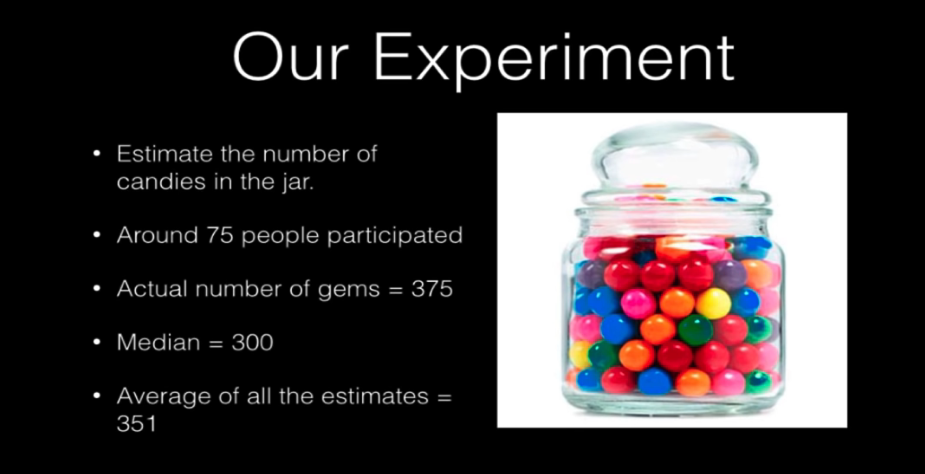 Our Experiment
• Estimate the number of
candies in the jar.
• Around 75 people participated
• Actual number of gems = 375
• Median = 300
• Average of all the estimates =
351